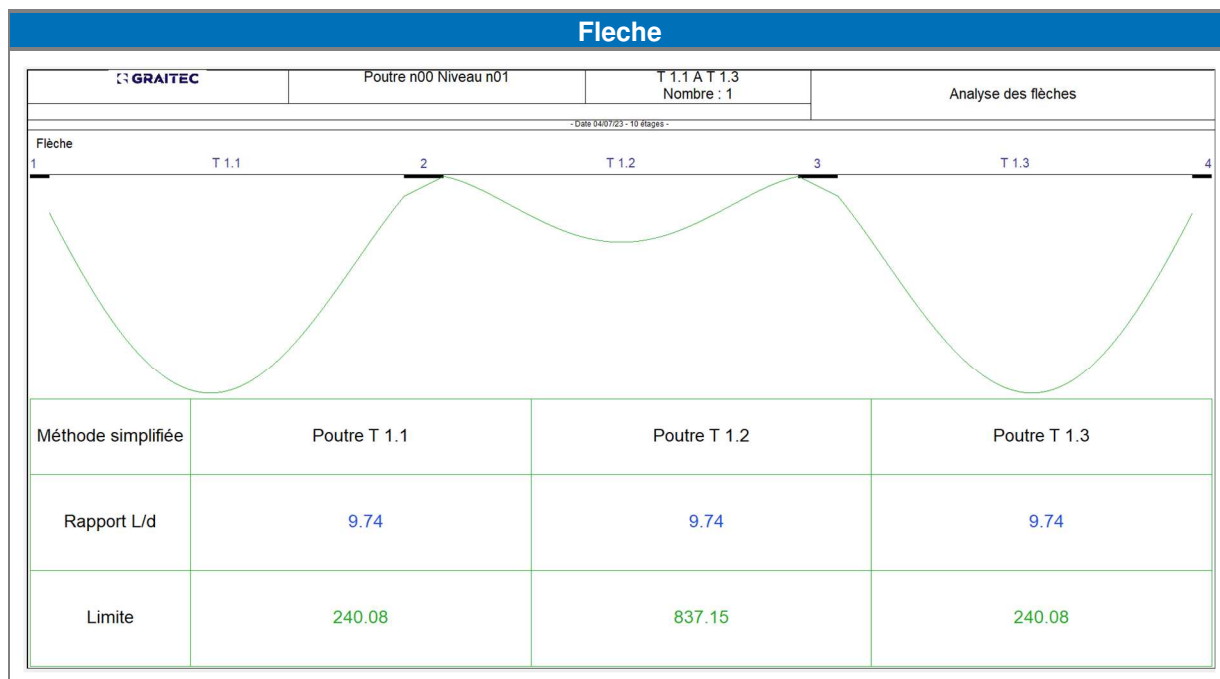 Fleche
GRAITEC
Poutre n00 Niveau n01
T 1.1 A T 1.3
Nombre : 1
Analyse des flèches
- Date 04/07/23 - 10 étages -
Flèche
1 T 1.1 2 T 1.2 3 T 1.3 4
Méthode simplifiée Poutre T 1.1 Poutre T 1.2 Poutre T 1.3
Rapport L/d 9.74 9.74 9.74
Limite 240.08 837.15 240.08